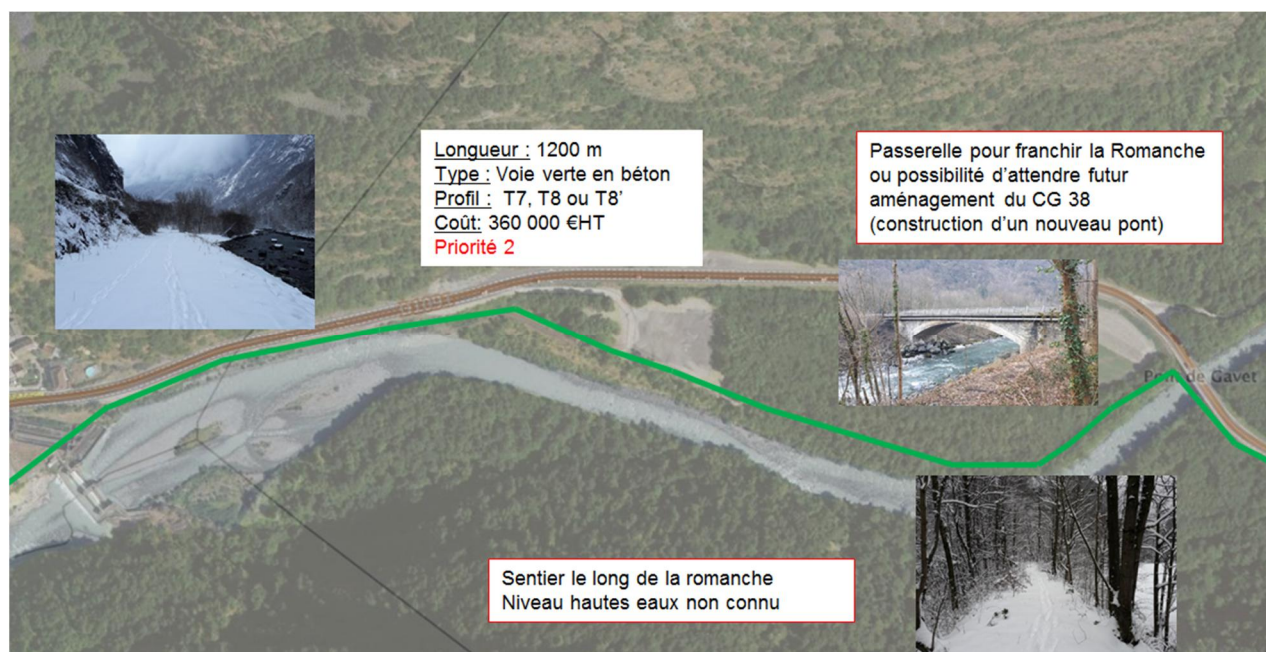 Longueur : 1200 m
Type : Voie verte en béton
Profil : T7, T8 ou T8’
Coût: 360 000 €HT
Priorité 2
Passerelle pour franchir la Romanche
ou possibilité d’attendre futur
aménagement du CG 38
(construction d’un nouveau pont)
Pont de Gavet
Sentier le long de la romanche
Niveau hautes eaux non connu